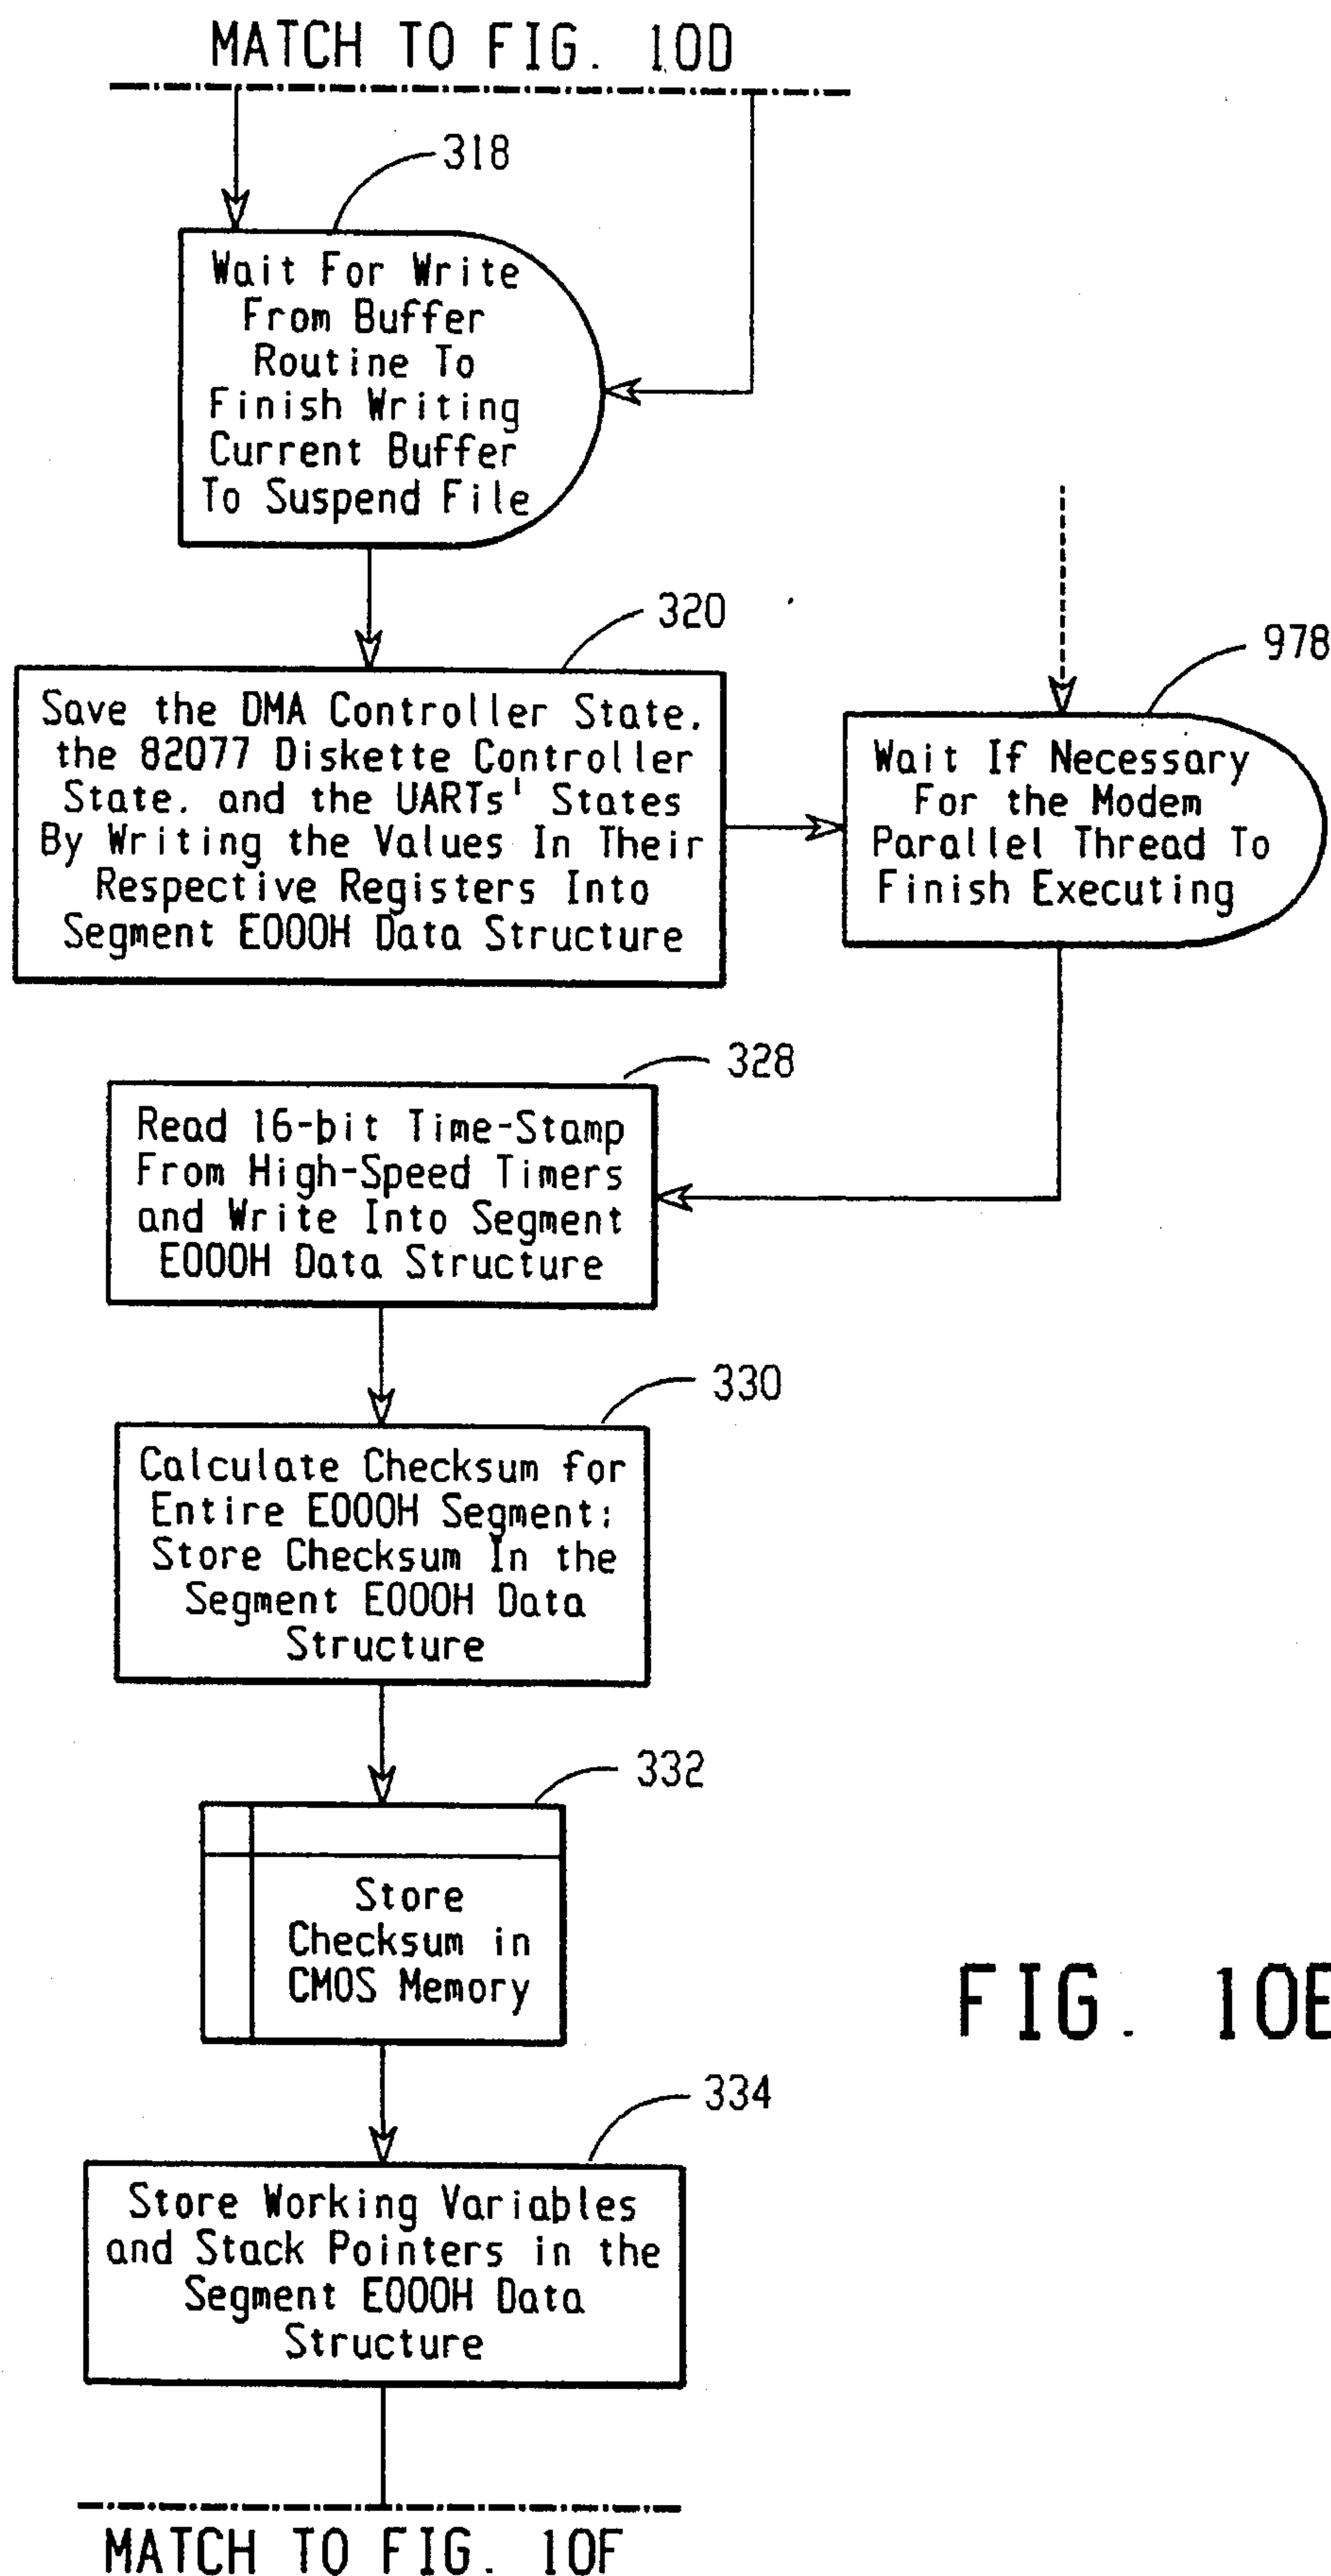 MATCH TO FIG. 10D
318
Wait For Write
From Buffer
Routine To
Finish Writing
Current Buffer
To Suspend File
320
Save the DMA Controller State,
the 82077 Diskette Controller
State, and the UARTs' States
By Writing the Values In Their
Respective Registers Into
Segment E000H Data Structure
978
Wait If Necessary
For the Modem
Parallel Thread To
Finish Executing
328
Read 16-bit Time-Stamp
From High-Speed Timers
and Write Into Segment
E000H Data Structure
330
Calculate Checksum for
Entire E000H Segment;
Store Checksum In the
Segment E000H Data
Structure
332
Store
Checksum in
CMOS Memory
FIG. 10E
334
Store Working Variables
and Stack Pointers in the
Segment E000H Data
Structure
MATCH TO FIG. 10F